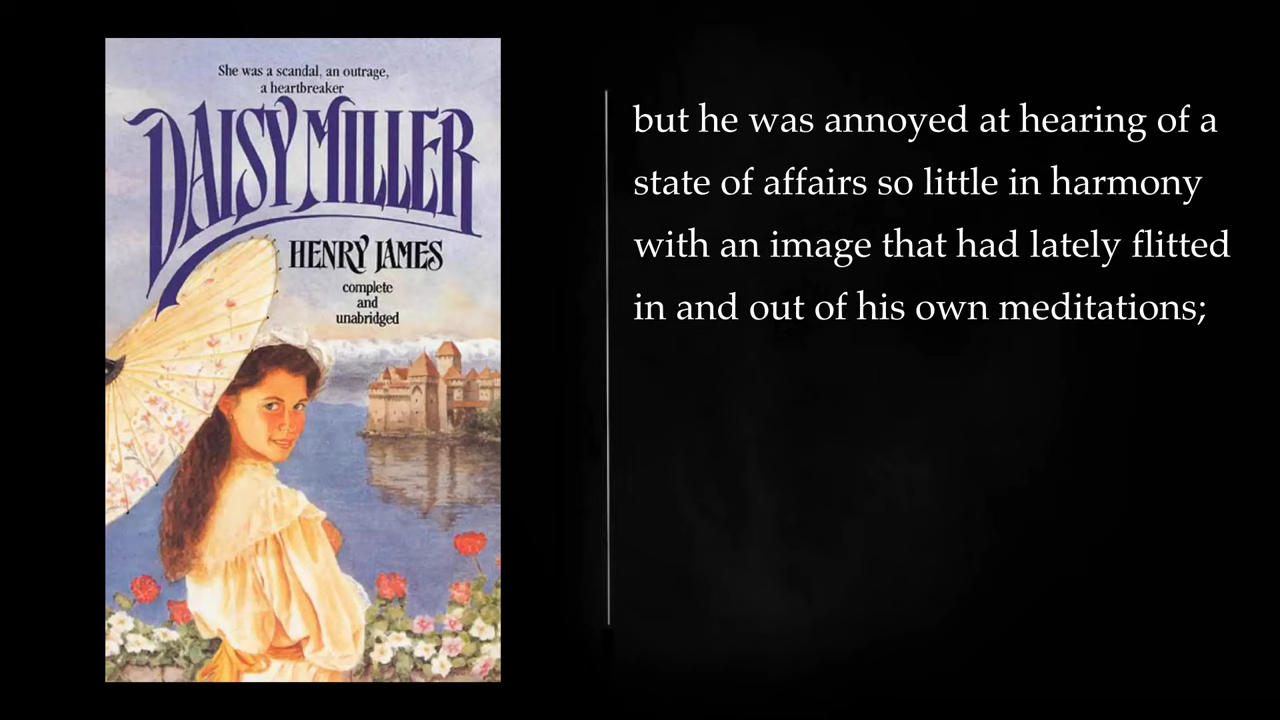 She was a scandal, an outrage,
a heartbreaker
DAISY MILLER
HENRY JAMES
complete
and
unabridged
but he was annoyed at hearing of a
state of affairs so little in harmony
with an image that had lately flitted
in and out of his own meditations;